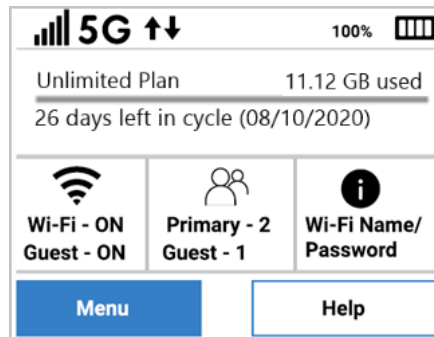 5G 100%
Unlimited Plan 11.12 GB used
26 days left in cycle (08/10/2020)
Wi-Fi - ON Primary - 2 Wi-Fi Name/
Guest - ON Guest - 1 Password
Menu Help